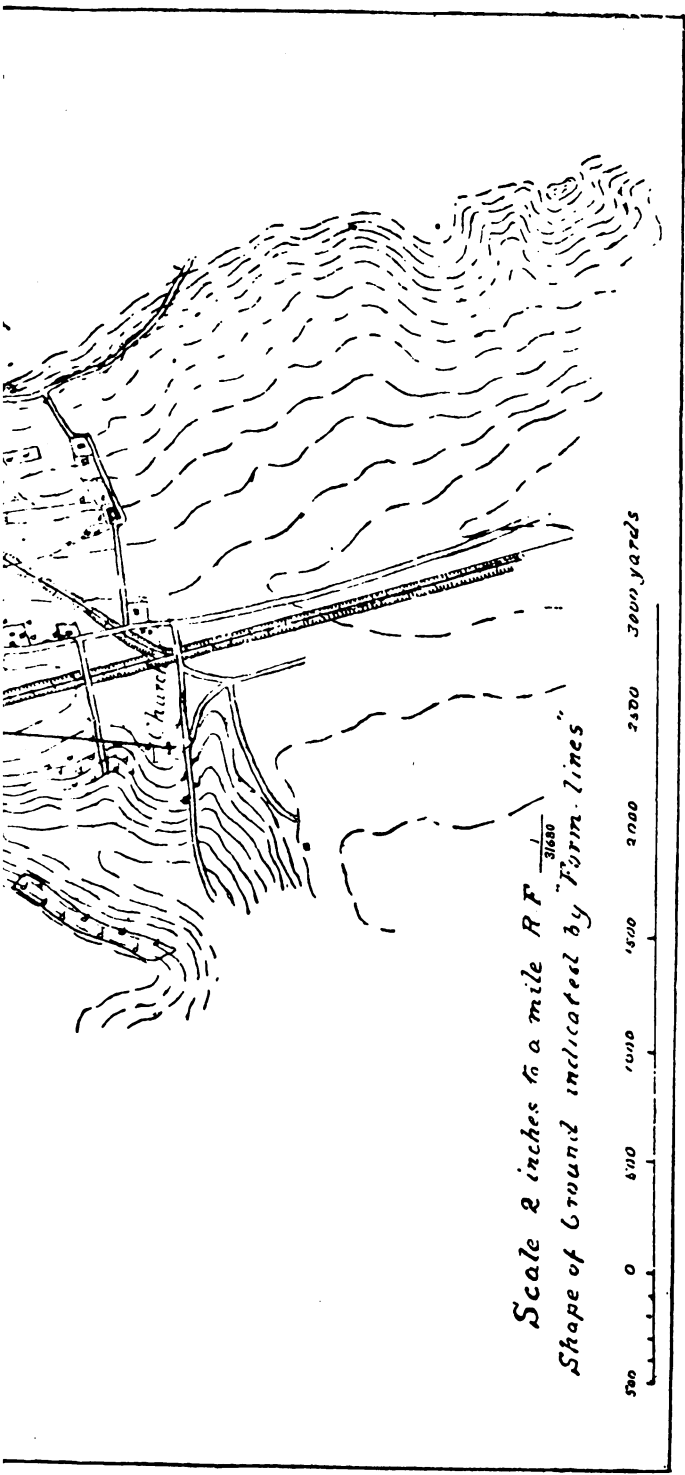 Church
Scale 2 inches to a mile R F 1/31680
Shape of Ground indicated by "Form-lines"
500 0 500 1000 1500 2000 2500 3000 yards